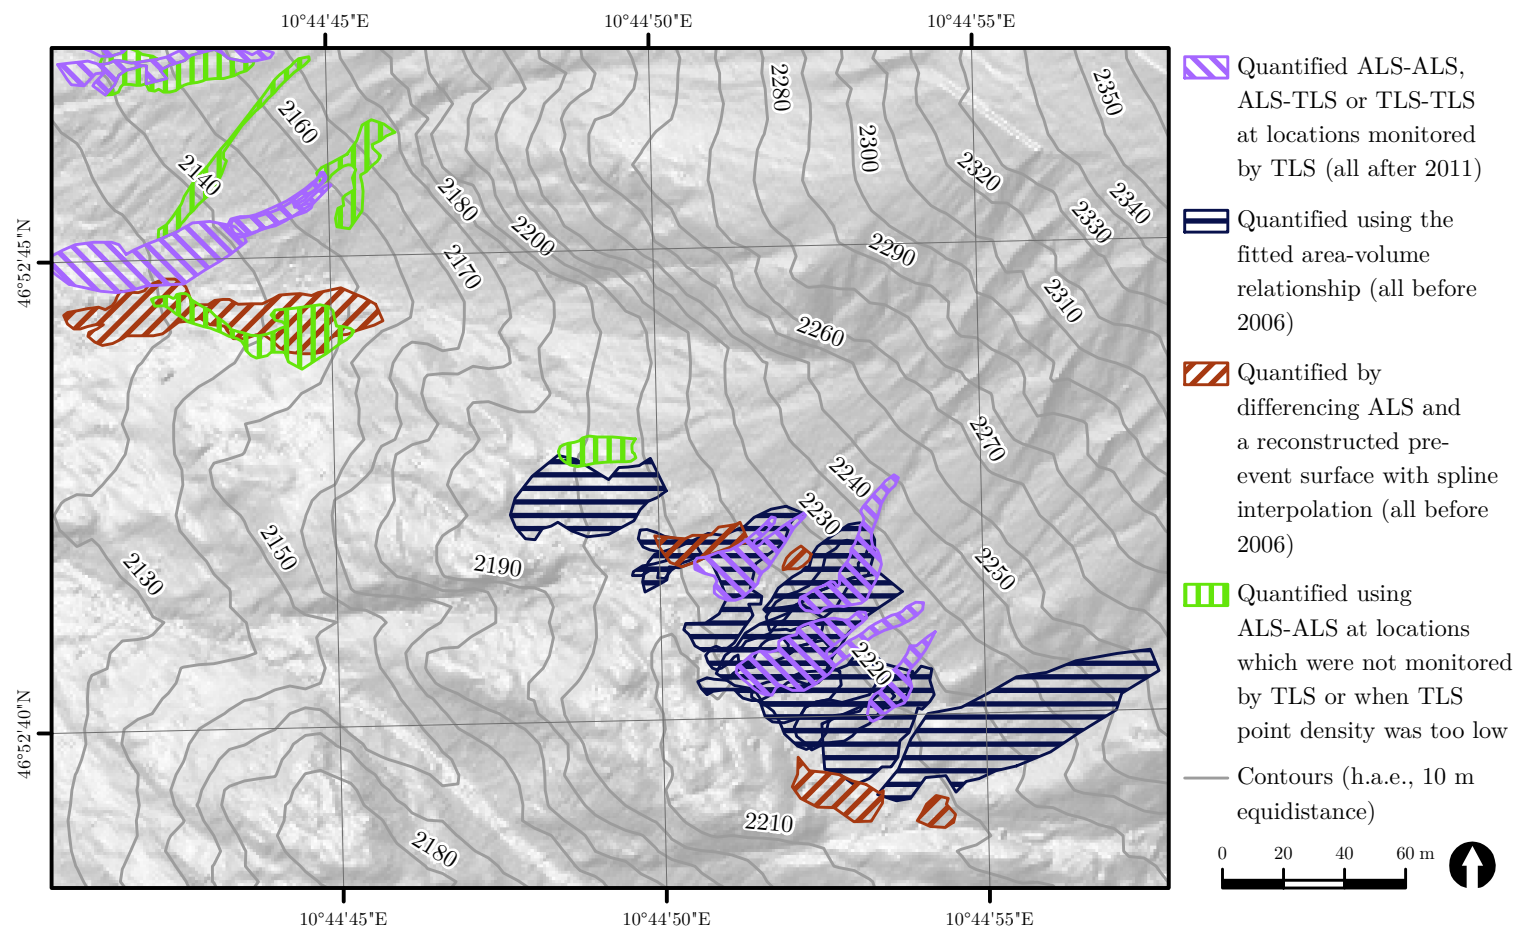 10°44'45"E
10°44'50"E
10°44'55"E
46°52'45"N
46°52'40"N
2280
2350
2160
2300
2140
2320
2180
2340
2200
2330
2290
2170
2310
2260
2270
2240
2230
2150
2190
2250
2130
2220
2210
2180
10°44'45"E
10°44'50"E
10°44'55"E
Quantified ALS-ALS,
ALS-TLS or TLS-TLS
at locations monitored
by TLS (all after 2011)
Quantified using the
fitted area-volume
relationship (all before
2006)
Quantified by
differencing ALS and
a reconstructed pre-
event surface with spline
interpolation (all before
2006)
Quantified using
ALS-ALS at locations
which were not monitored
by TLS or when TLS
point density was too low
Contours (h.a.e., 10 m
equidistance)
0 20 40 60 m